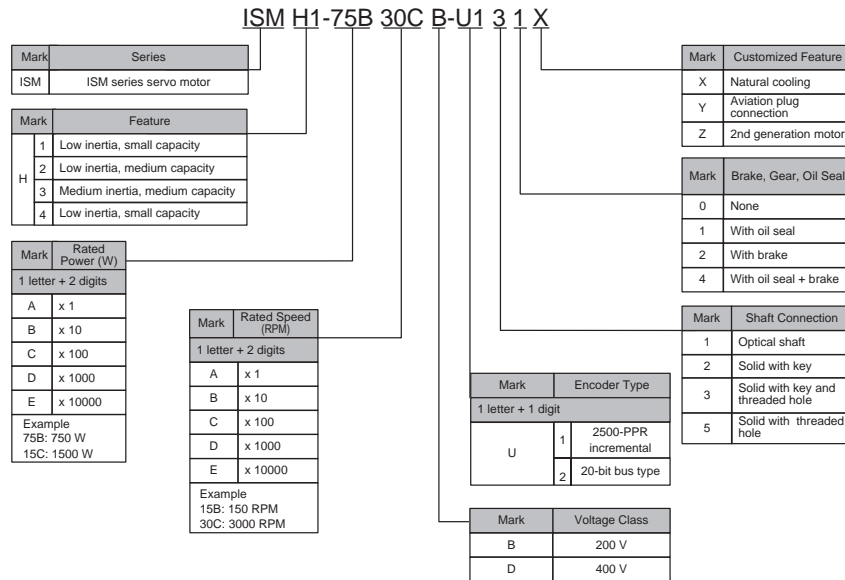 ISM H1-75B 30C B-U1 3 1 X
Mark Series
ISM ISM series servo motor
Mark Feature
H
1 Low inertia, small capacity
2 Low inertia, medium capacity
3 Medium inertia, medium capacity
4 Low inertia, small capacity
Mark Rated Power (W)
1 letter + 2 digits
A x 1
B x 10
C x 100
D x 1000
E x 10000
Example
75B: 750 W
15C: 1500 W
Mark Rated Speed (RPM)
1 letter + 2 digits
A x 1
B x 10
C x 100
D x 1000
E x 10000
Example
15B: 150 RPM
30C: 3000 RPM
Mark Encoder Type
1 letter + 1 digit
U
1 2500-PPR incremental
2 20-bit bus type
Mark Voltage Class
B 200 V
D 400 V
Mark Customized Feature
X Natural cooling
Y Aviation plug connection
Z 2nd generation motor
Mark Brake, Gear, Oil Seal
0 None
1 With oil seal
2 With brake
4 With oil seal + brake
Mark Shaft Connection
1 Optical shaft
2 Solid with key
3 Solid with key and threaded hole
5 Solid with threaded hole